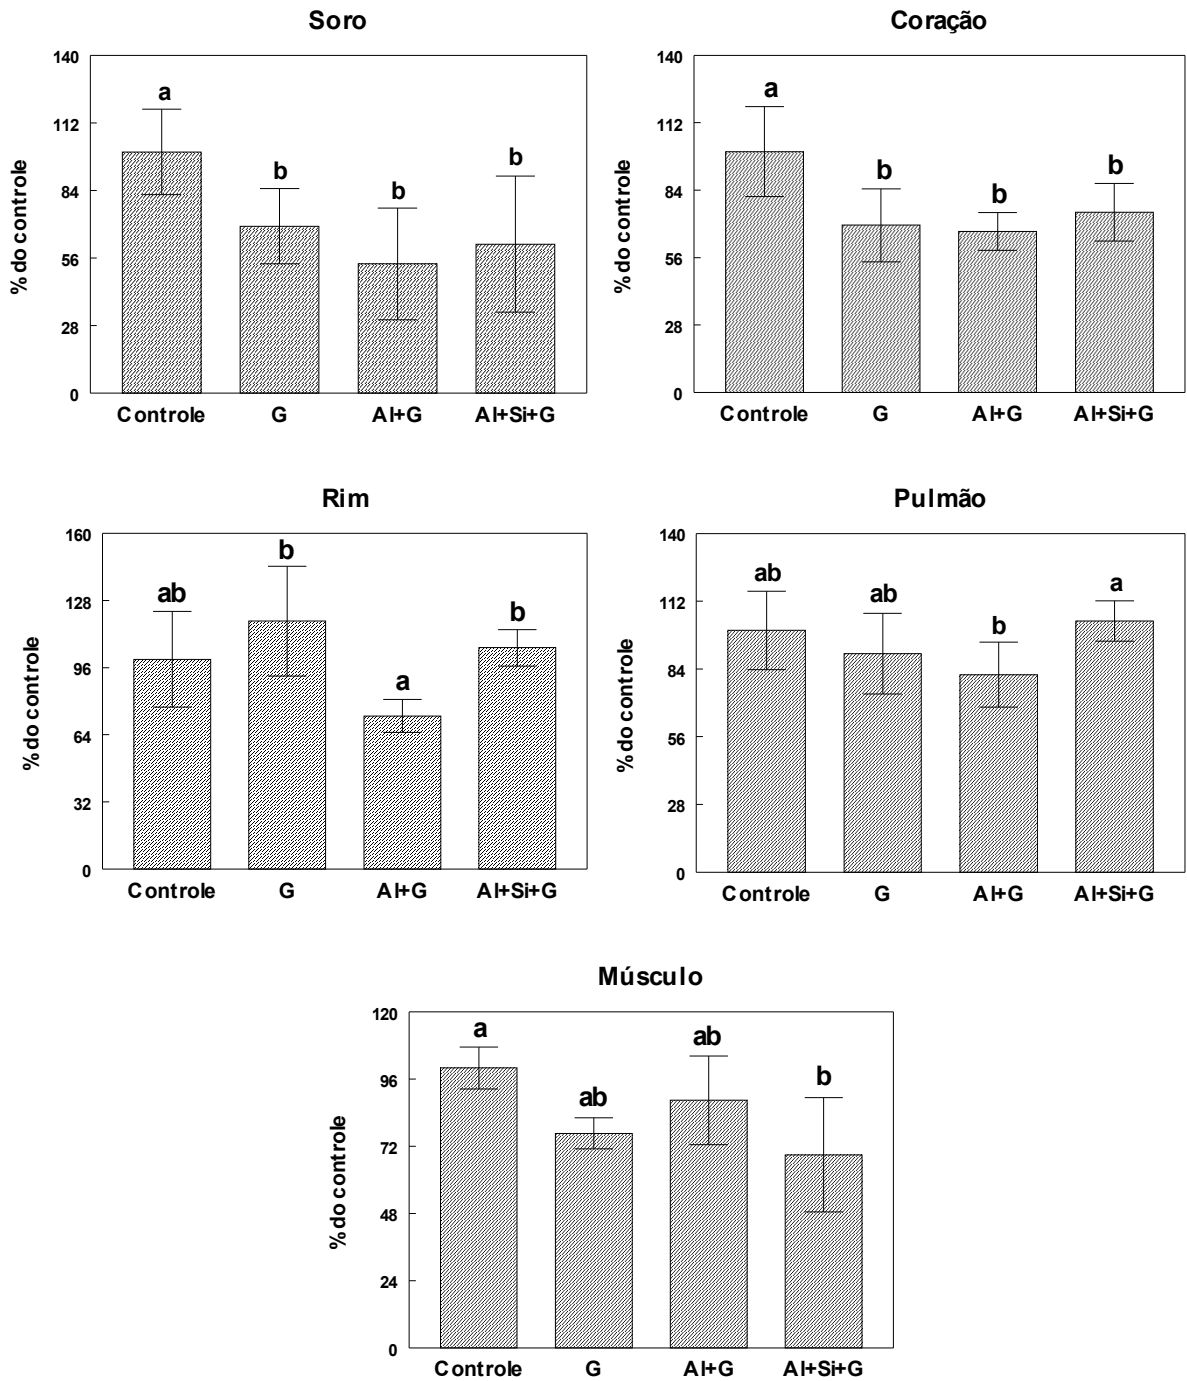 Soro
140
112
84
56
28
0
% do controle
a
b
b
b
Controle
G
Al+G
Al+Si+G
Coração
140
112
84
56
28
0
% do controle
a
b
b
b
Controle
G
Al+G
Al+Si+G
Rim
160
128
96
64
32
0
% do controle
ab
b
a
b
Controle
G
Al+G
Al+Si+G
Pulmão
140
112
84
56
28
0
% do controle
ab
ab
b
a
Controle
G
Al+G
Al+Si+G
Músculo
120
96
72
48
24
0
% do controle
a
ab
ab
b
Controle
G
Al+G
Al+Si+G